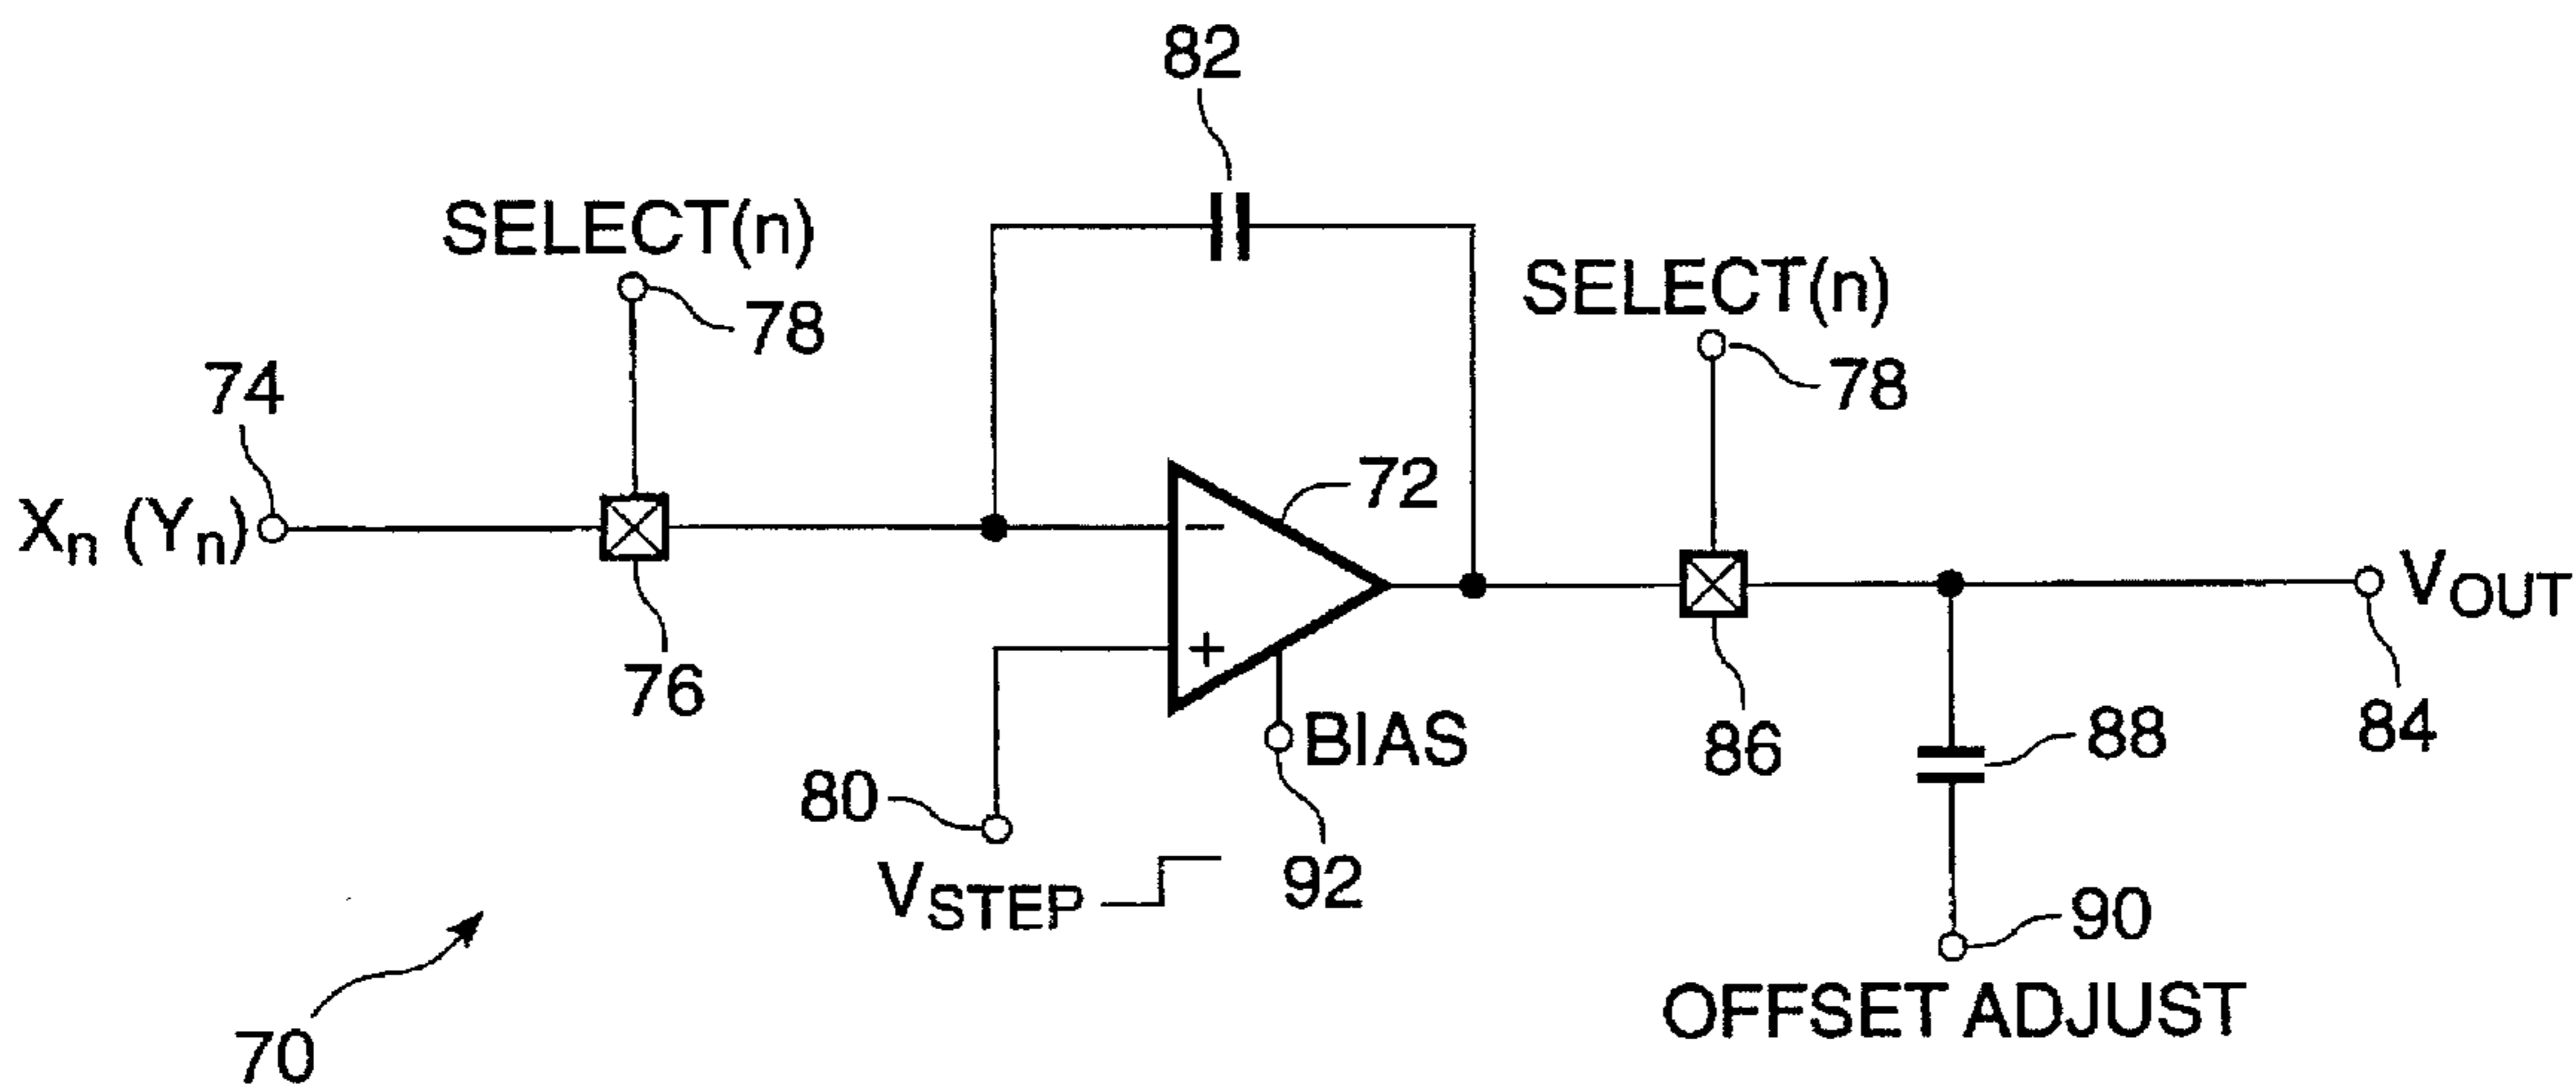 82
SELECT(n)
78
SELECT(n)
78
74
72
Xn (Yn)
−
+
VOUT
76
86
88
84
BIAS
80
VSTEP
92
90
OFFSET ADJUST
70